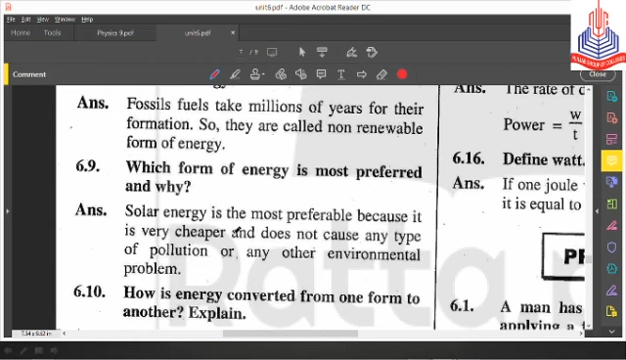 unit6.pdf - Adobe Acrobat Reader DC
File Edit View Window Help
Home Tools Physics 9.pdf unit6.pdf ×
Comment
Close
Ans. Fossils fuels take millions of years for their
formation. So, they are called non renewable
form of energy.
6.9. Which form of energy is most preferred
and why?
Ans. Solar energy is the most preferable because it
is very cheaper and does not cause any type
of pollution or any other environmental
problem.
6.10. How is energy converted from one form to
another? Explain.
Ans. The rate of
Power = w/t
6.16. Define watt.
Ans. If one joule
it is equal to
6.1. A man has
applying a
PUNJAB GROUP OF COLLEGES